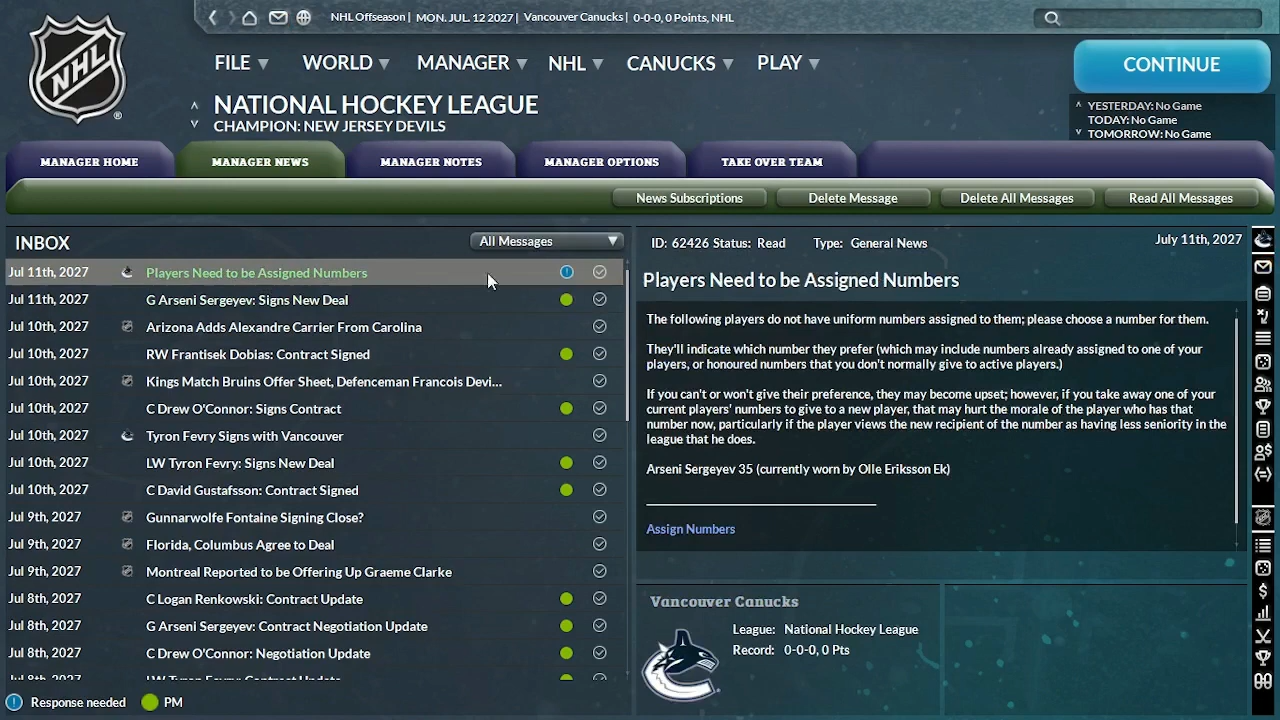 NHL Offseason | MON. JUL. 12 2027 | Vancouver Canucks | 0-0-0, 0 Points, NHL
FILE WORLD MANAGER NHL CANUCKS PLAY
CONTINUE
NHL
NATIONAL HOCKEY LEAGUE
CHAMPION: NEW JERSEY DEVILS
YESTERDAY: No Game
TODAY: No Game
TOMORROW: No Game
MANAGER HOME MANAGER NEWS MANAGER NOTES MANAGER OPTIONS TAKE OVER TEAM
News Subscriptions Delete Message Delete All Messages Read All Messages
INBOX All Messages
Jul 11th, 2027 Players Need to be Assigned Numbers
Jul 11th, 2027 G Arseni Sergeyev: Signs New Deal
Jul 10th, 2027 Arizona Adds Alexandre Carrier From Carolina
Jul 10th, 2027 RW Frantisek Dobias: Contract Signed
Jul 10th, 2027 Kings Match Bruins Offer Sheet, Defenceman Francois Devi...
Jul 10th, 2027 C Drew O'Connor: Signs Contract
Jul 10th, 2027 Tyron Fevry Signs with Vancouver
Jul 10th, 2027 LW Tyron Fevry: Signs New Deal
Jul 10th, 2027 C David Gustafsson: Contract Signed
Jul 9th, 2027 Gunnarwolfe Fontaine Signing Close?
Jul 9th, 2027 Florida, Columbus Agree to Deal
Jul 9th, 2027 Montreal Reported to be Offering Up Graeme Clarke
Jul 8th, 2027 C Logan Renkowski: Contract Update
Jul 8th, 2027 G Arseni Sergeyev: Contract Negotiation Update
Jul 8th, 2027 C Drew O'Connor: Negotiation Update
Jul 8th, 2027 LW Tyron Fevry: Contract Update
Response needed PM
ID: 62426 Status: Read Type: General News July 11th, 2027
Players Need to be Assigned Numbers
The following players do not have uniform numbers assigned to them; please choose a number for them.
They'll indicate which number they prefer (which may include numbers already assigned to one of your
players, or honoured numbers that you don't normally give to active players.)
If you can't or won't give their preference, they may become upset; however, if you take away one of your
current players' numbers to give to a new player, that may hurt the morale of the player who has that
number now, particularly if the player views the new recipient of the number as having less seniority in the
league that he does.
Arseni Sergeyev 35 (currently worn by Olle Eriksson Ek)
Assign Numbers
Vancouver Canucks
League: National Hockey League
Record: 0-0-0, 0 Pts